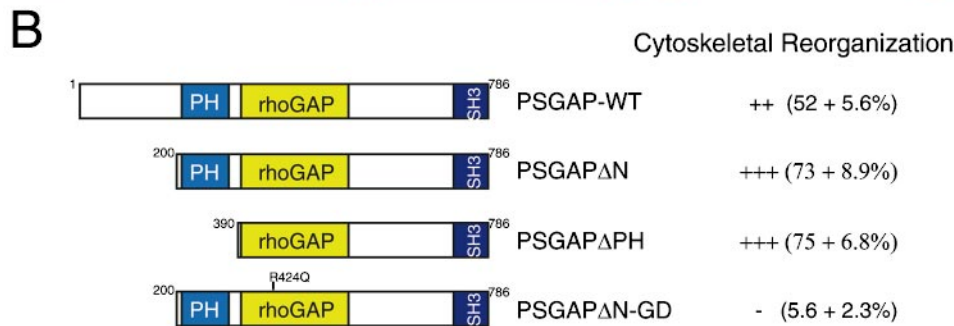 B
Cytoskeletal Reorganization
1 PH rhoGAP SH3 786 PSGAP-WT ++ (52 + 5.6%)
200 PH rhoGAP SH3 786 PSGAPΔN +++ (73 + 8.9%)
390 rhoGAP SH3 786 PSGAPΔPH +++ (75 + 6.8%)
R424Q
200 PH rhoGAP SH3 786 PSGAPΔN-GD - (5.6 + 2.3%)